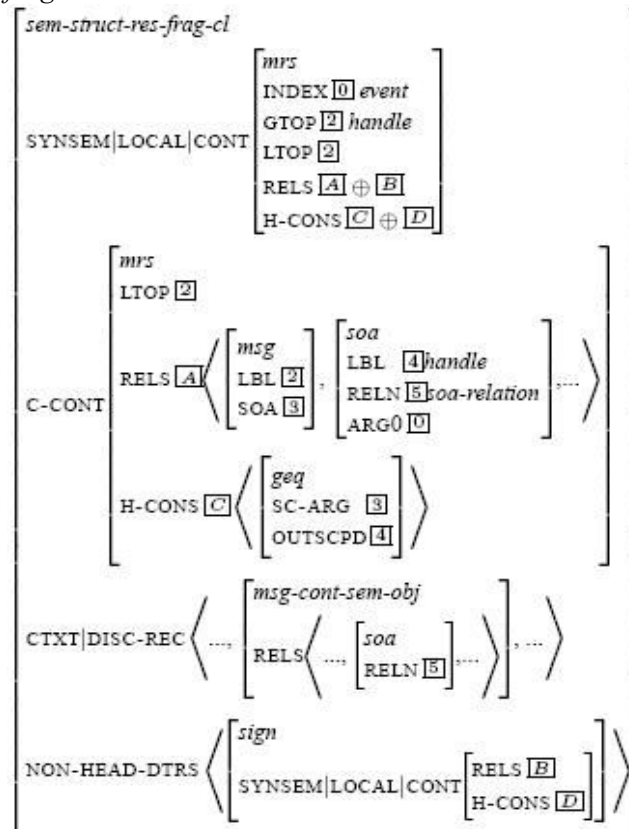 sem-struct-res-frag-cl
mrs
INDEX 0 event
GTOP 2 handle
SYNSEM|LOCAL|CONT
LTOP 2
RELS A ⊕ B
H-CONS C ⊕ D
mrs
LTOP 2
msg
soa
LBL 4 handle
RELS A ⟨ LBL 2 , RELN 5 soa-relation ,... ⟩
SOA 3
ARG0 0
C-CONT
geq
H-CONS C ⟨ SC-ARG 3 ⟩
OUTSCPD 4
msg-cont-sem-obj
CTXT|DISC-REC ⟨ ..., soa , ... ⟩
RELS ⟨ ..., RELN 5 ,... ⟩
sign
NON-HEAD-DTRS ⟨ RELS B ⟩
SYNSEM|LOCAL|CONT
H-CONS D